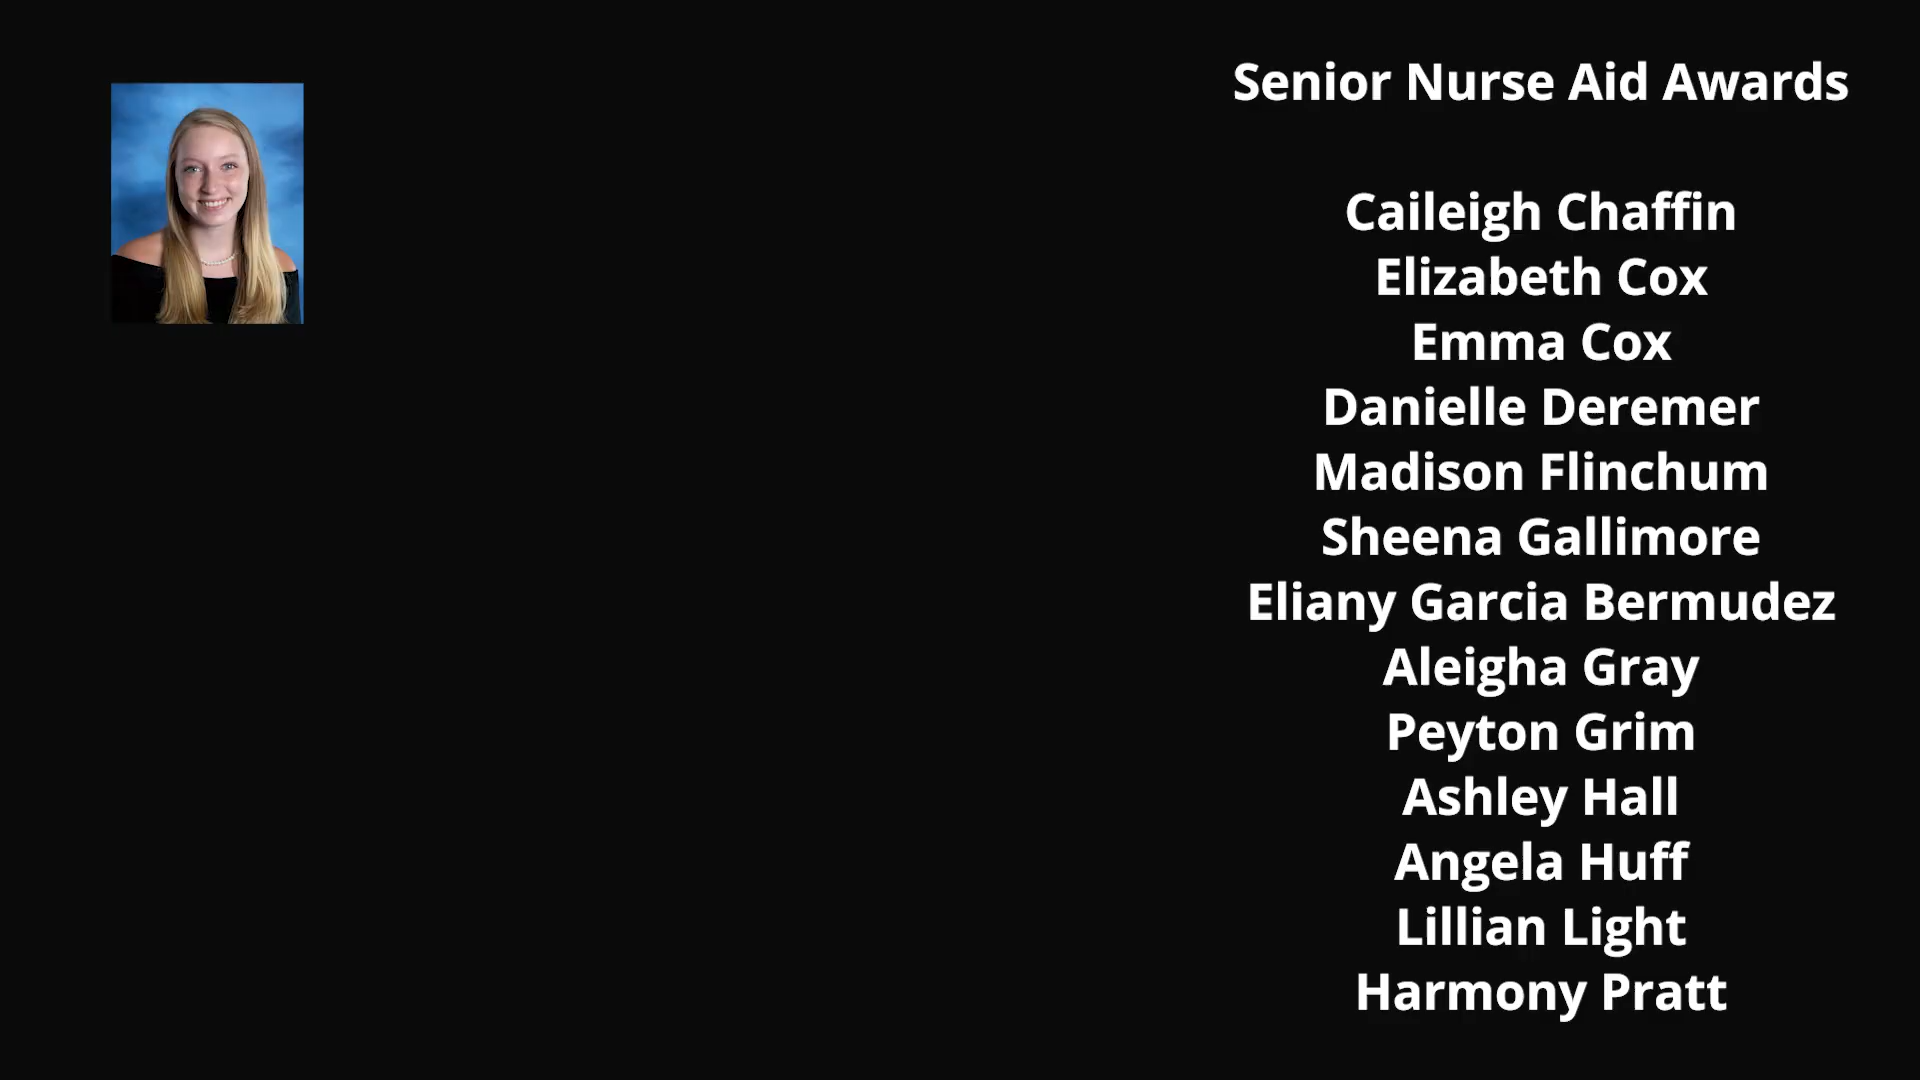 Senior Nurse Aid Awards
Caileigh Chaffin
Elizabeth Cox
Emma Cox
Danielle Deremer
Madison Flinchum
Sheena Gallimore
Eliany Garcia Bermudez
Aleigha Gray
Peyton Grim
Ashley Hall
Angela Huff
Lillian Light
Harmony Pratt